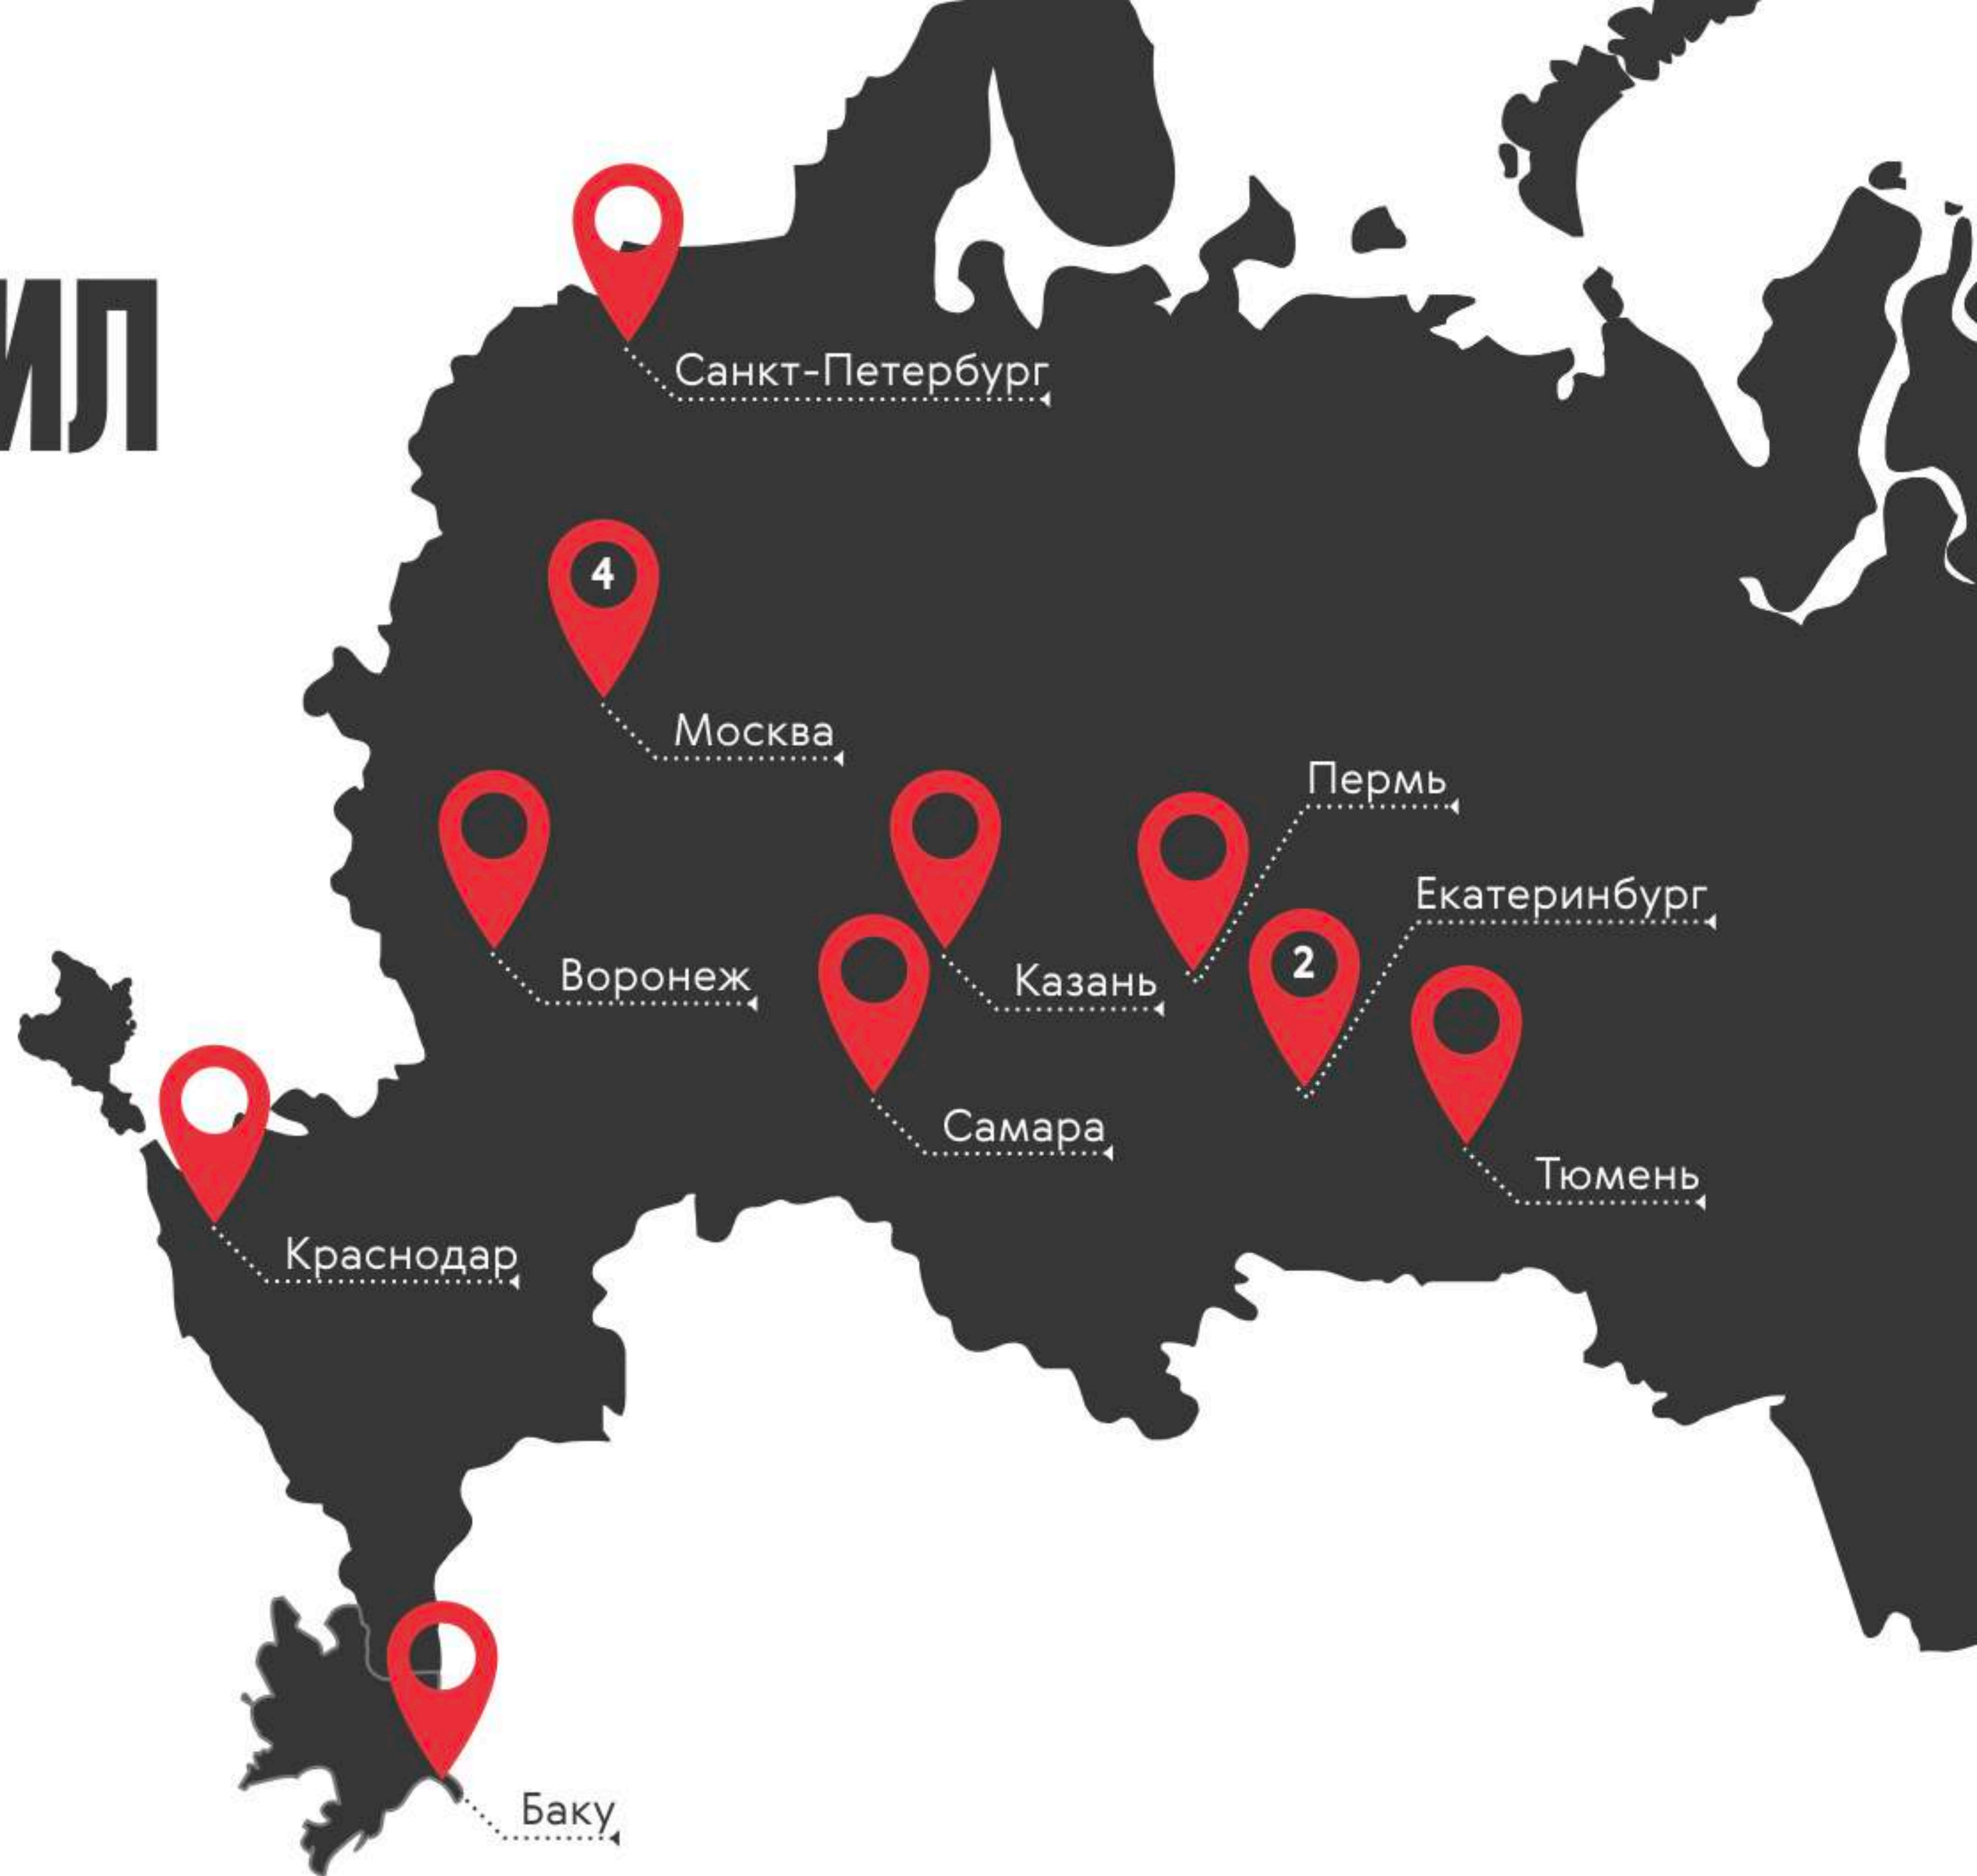 ИЛ
Санкт-Петербург
4
Москва
Пермь
Екатеринбург
2
Воронеж
Казань
Самара
Тюмень
Краснодар
Баку